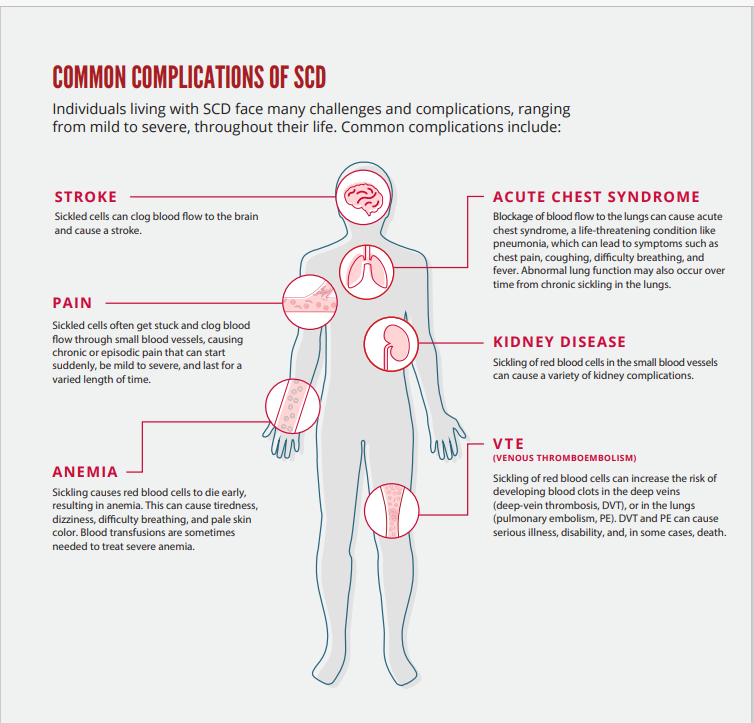 COMMON COMPLICATIONS OF SCD
Individuals living with SCD face many challenges and complications, ranging
from mild to severe, throughout their life. Common complications include:
STROKE
Sickled cells can clog blood flow to the brain
and cause a stroke.
PAIN
Sickled cells often get stuck and clog blood
flow through small blood vessels, causing
chronic or episodic pain that can start
suddenly, be mild to severe, and last for a
varied length of time.
ANEMIA
Sickling causes red blood cells to die early,
resulting in anemia. This can cause tiredness,
dizziness, difficulty breathing, and pale skin
color. Blood transfusions are sometimes
needed to treat severe anemia.
ACUTE CHEST SYNDROME
Blockage of blood flow to the lungs can cause acute
chest syndrome, a life-threatening condition like
pneumonia, which can lead to symptoms such as
chest pain, coughing, difficulty breathing, and
fever. Abnormal lung function may also occur over
time from chronic sickling in the lungs.
KIDNEY DISEASE
Sickling of red blood cells in the small blood vessels
can cause a variety of kidney complications.
VTE
(VENOUS THROMBOEMBOLISM)
Sickling of red blood cells can increase the risk of
developing blood clots in the deep veins
(deep-vein thrombosis, DVT), or in the lungs
(pulmonary embolism, PE). DVT and PE can cause
serious illness, disability, and, in some cases, death.